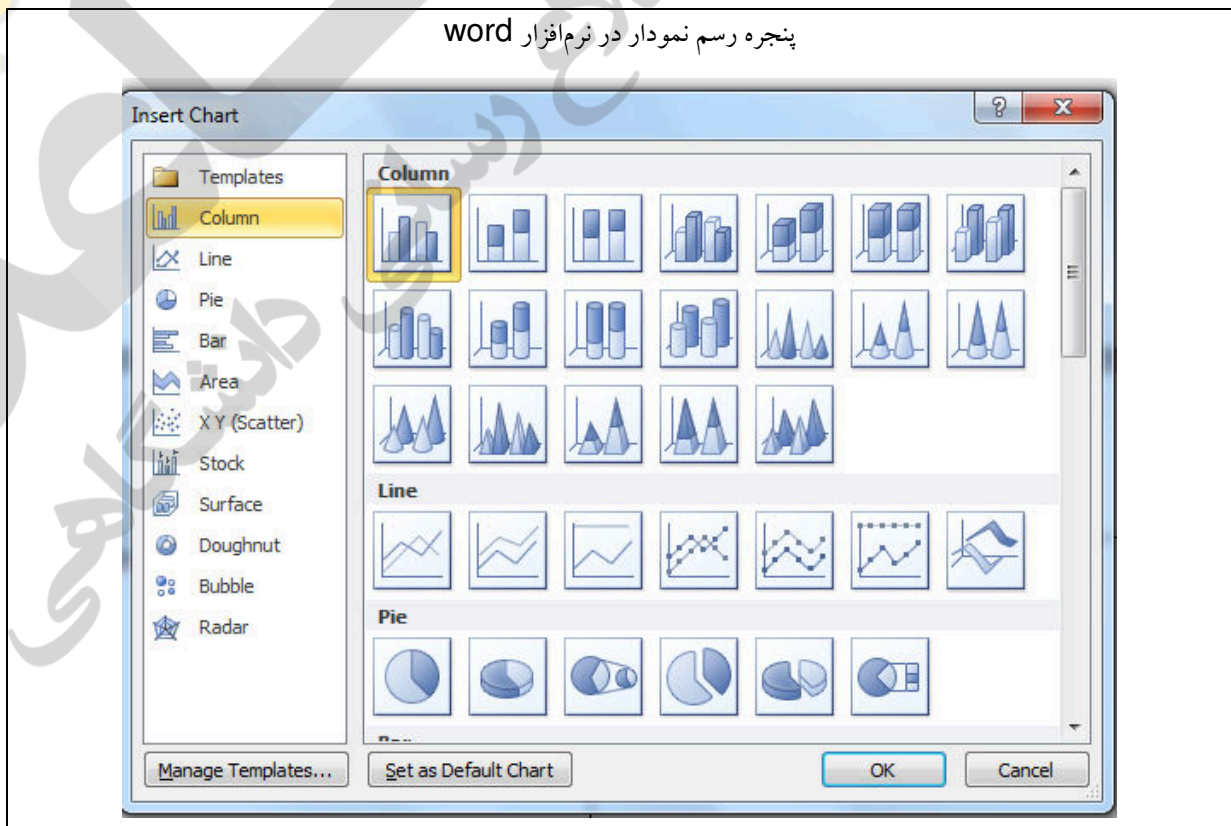 پنجره رسم نمودار در نرم‌افزار word
Insert Chart
Templates
Column
Line
Pie
Bar
Area
X Y (Scatter)
Stock
Surface
Doughnut
Bubble
Radar
Column
Line
Pie
Manage Templates...
Set as Default Chart
OK
Cancel